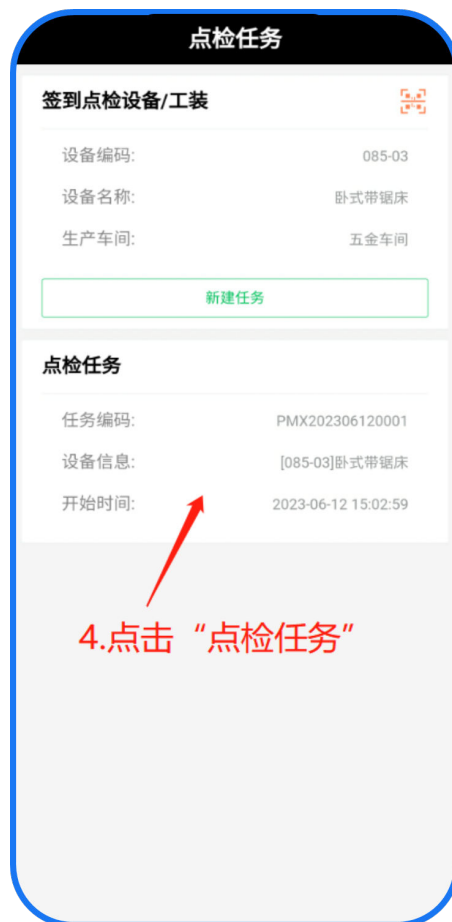 点检任务
签到点检设备/工装
设备编码: 085-03
设备名称: 卧式带锯床
生产车间: 五金车间
新建任务
点检任务
任务编码: PMX202306120001
设备信息: [085-03]卧式带锯床
开始时间: 2023-06-12 15:02:59
4.点击“点检任务”